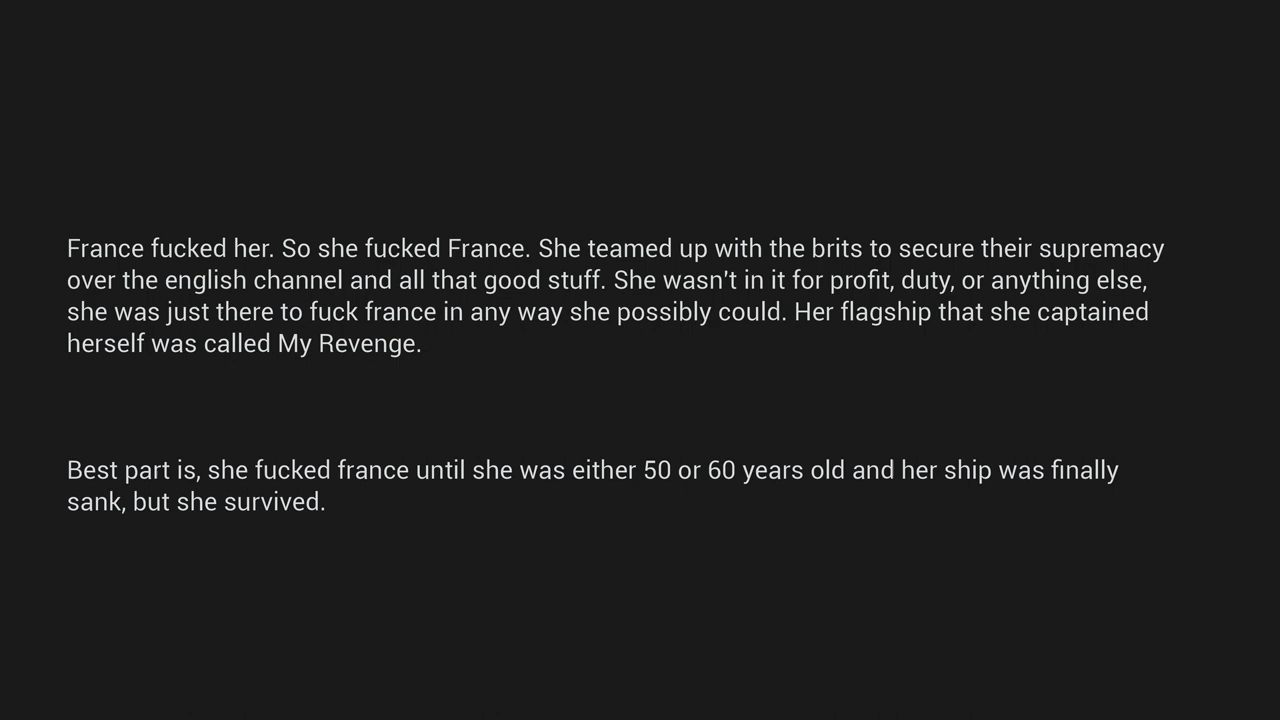 France fucked her. So she fucked France. She teamed up with the brits to secure their supremacy
over the english channel and all that good stuff. She wasn't in it for profit, duty, or anything else,
she was just there to fuck france in any way she possibly could. Her flagship that she captained
herself was called My Revenge.
Best part is, she fucked france until she was either 50 or 60 years old and her ship was finally
sank, but she survived.